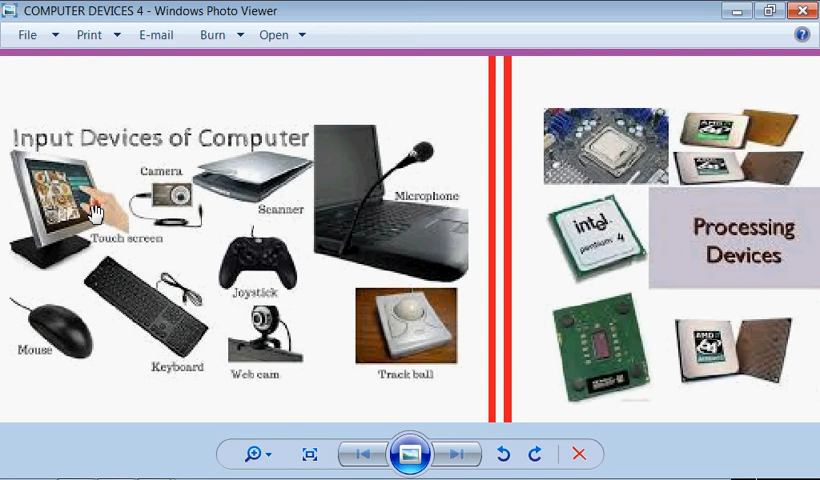 COMPUTER DEVICES 4 - Windows Photo Viewer
File Print E-mail Burn Open
Input Devices of Computer
Camera
Scanner
Microphone
Touch screen
Joystick
Mouse
Keyboard
Web cam
Track ball
intel
pentium 4
Processing
Devices
AMD